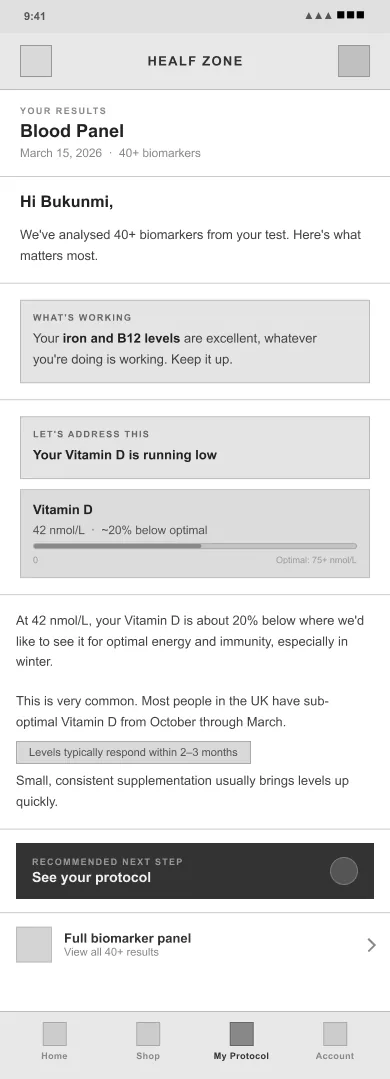 9:41
HEALF ZONE
YOUR RESULTS
Blood Panel
March 15, 2026 · 40+ biomarkers
Hi Bukunmi,
We've analysed 40+ biomarkers from your test. Here's what
matters most.
WHAT'S WORKING
Your iron and B12 levels are excellent, whatever
you're doing is working. Keep it up.
LET'S ADDRESS THIS
Your Vitamin D is running low
Vitamin D
42 nmol/L · ~20% below optimal
0 Optimal: 75+ nmol/L
At 42 nmol/L, your Vitamin D is about 20% below where we'd
like to see it for optimal energy and immunity, especially in
winter.
This is very common. Most people in the UK have sub-
optimal Vitamin D from October through March.
Levels typically respond within 2–3 months
Small, consistent supplementation usually brings levels up
quickly.
RECOMMENDED NEXT STEP
See your protocol
Full biomarker panel
View all 40+ results
Home Shop My Protocol Account